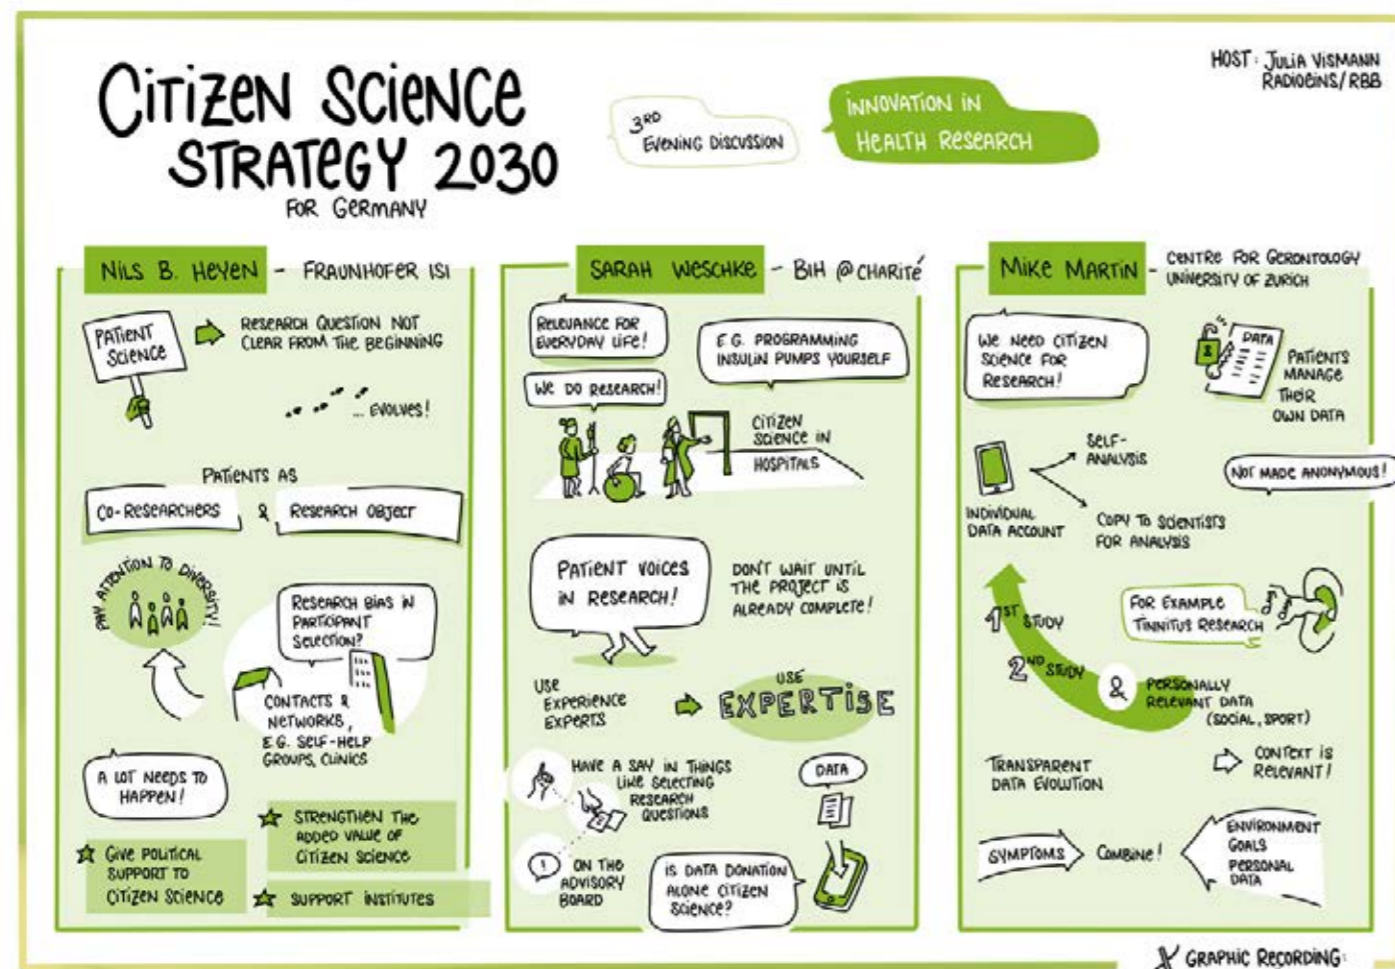 CITIZEN SCIENCE
STRATEGY 2030
FOR GERMANY
3RD
EVENING DISCUSSION
INNOVATION IN
HEALTH RESEARCH
HOST: JULIA VISMANN
RADIOEINS/RBB
NILS B. HEYEN - FRAUNHOFER ISI
PATIENT
SCIENCE
RESEARCH QUESTION NOT
CLEAR FROM THE BEGINNING
... EVOLVES!
PATIENTS AS
CO-RESEARCHERS & RESEARCH OBJECT
PAY ATTENTION TO DIVERSITY!
RESEARCH BIAS IN
PARTICIPANT
SELECTION?
CONTACTS &
NETWORKS,
E.G. SELF-HELP
GROUPS, CLINICS
A LOT NEEDS TO
HAPPEN!
GIVE POLITICAL
SUPPORT TO
CITIZEN SCIENCE
STRENGTHEN THE
ADDED VALUE OF
CITIZEN SCIENCE
SUPPORT INSTITUTES
SARAH WESCHKE - BIH @ CHARITÉ
RELEVANCE FOR
EVERYDAY LIFE!
E.G. PROGRAMMING
INSULIN PUMPS YOURSELF
WE DO RESEARCH!
CITIZEN
SCIENCE IN
HOSPITALS
PATIENT VOICES
IN RESEARCH!
DON'T WAIT UNTIL
THE PROJECT IS
ALREADY COMPLETE!
USE
EXPERIENCE
EXPERTS
USE
EXPERTISE
HAVE A SAY IN THINGS
LIKE SELECTING
RESEARCH
QUESTIONS
!
ON THE
ADVISORY
BOARD
DATA
IS DATA DONATION
ALONE CITIZEN
SCIENCE?
MIKE MARTIN - CENTRE FOR GERONTOLOGY
UNIVERSITY OF ZURICH
WE NEED CITIZEN
SCIENCE FOR
RESEARCH!
DATA
PATIENTS
MANAGE
THEIR
OWN DATA
SELF-
ANALYSIS
NOT MADE ANONYMOUS!
INDIVIDUAL
DATA ACCOUNT
COPY TO SCIENTISTS
FOR ANALYSIS
1ST STUDY
FOR EXAMPLE
TINNITUS RESEARCH
2ND STUDY
&
PERSONALLY
RELEVANT DATA
(SOCIAL, SPORT)
TRANSPARENT
DATA EVOLUTION
CONTEXT IS
RELEVANT!
SYMPTOMS
COMBINE!
ENVIRONMENT
GOALS
PERSONAL
DATA
GRAPHIC RECORDING: